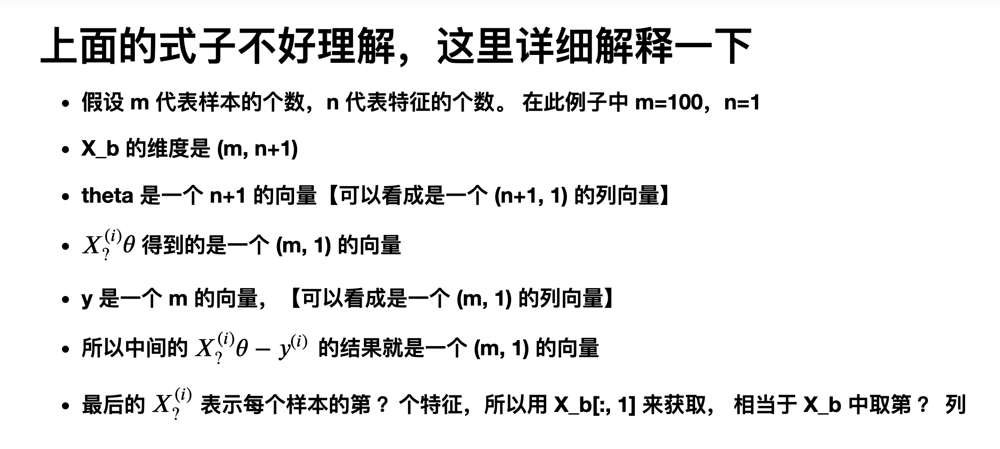 上面的式子不好理解，这里详细解释一下
• 假设 m 代表样本的个数，n 代表特征的个数。 在此例子中 m=100，n=1
• X_b 的维度是 (m, n+1)
• theta 是一个 n+1 的向量【可以看成是一个 (n+1, 1) 的列向量】
• $X_?^{(i)}\theta$ 得到的是一个 (m, 1) 的向量
• y 是一个 m 的向量，【可以看成是一个 (m, 1) 的列向量】
• 所以中间的 $X_?^{(i)}\theta - y^{(i)}$ 的结果就是一个 (m, 1) 的向量
• 最后的 $X_?^{(i)}$ 表示每个样本的第？个特征，所以用 X_b[:, 1] 来获取， 相当于 X_b 中取第？ 列